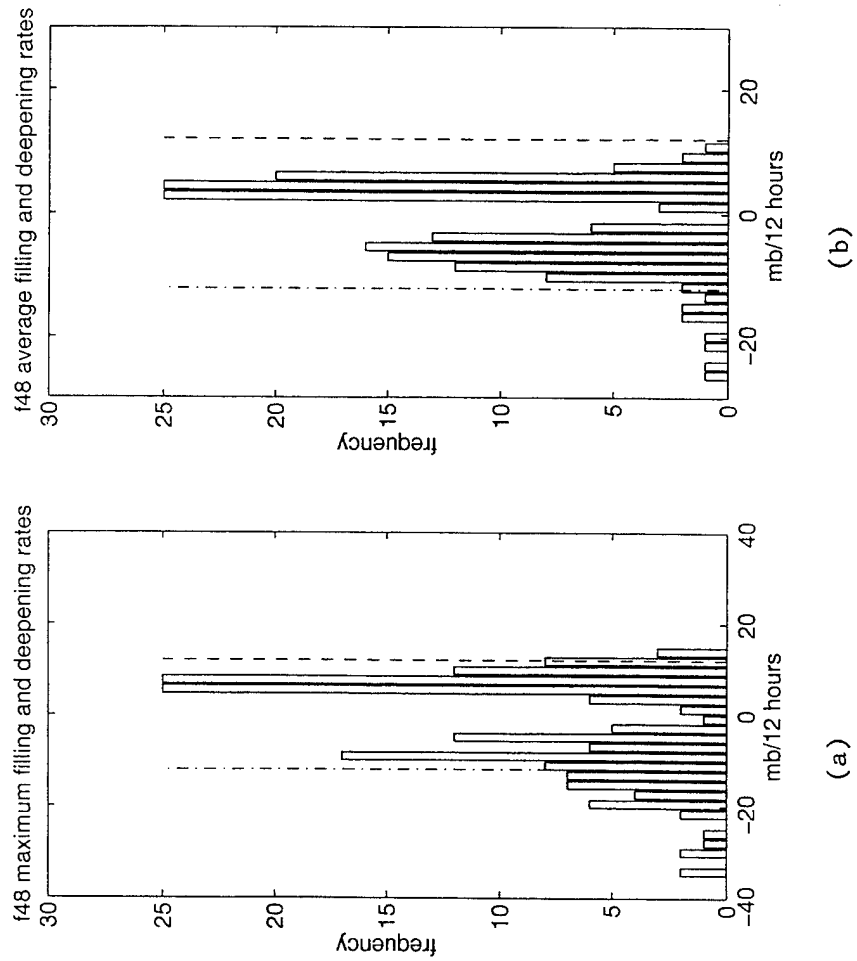 f48 maximum filling and deepening rates
30
25
20
15
10
5
0
frequency
-40
-20
0
20
40
mb/12 hours
(a)
f48 average filling and deepening rates
30
25
20
15
10
5
0
frequency
-20
0
20
mb/12 hours
(b)